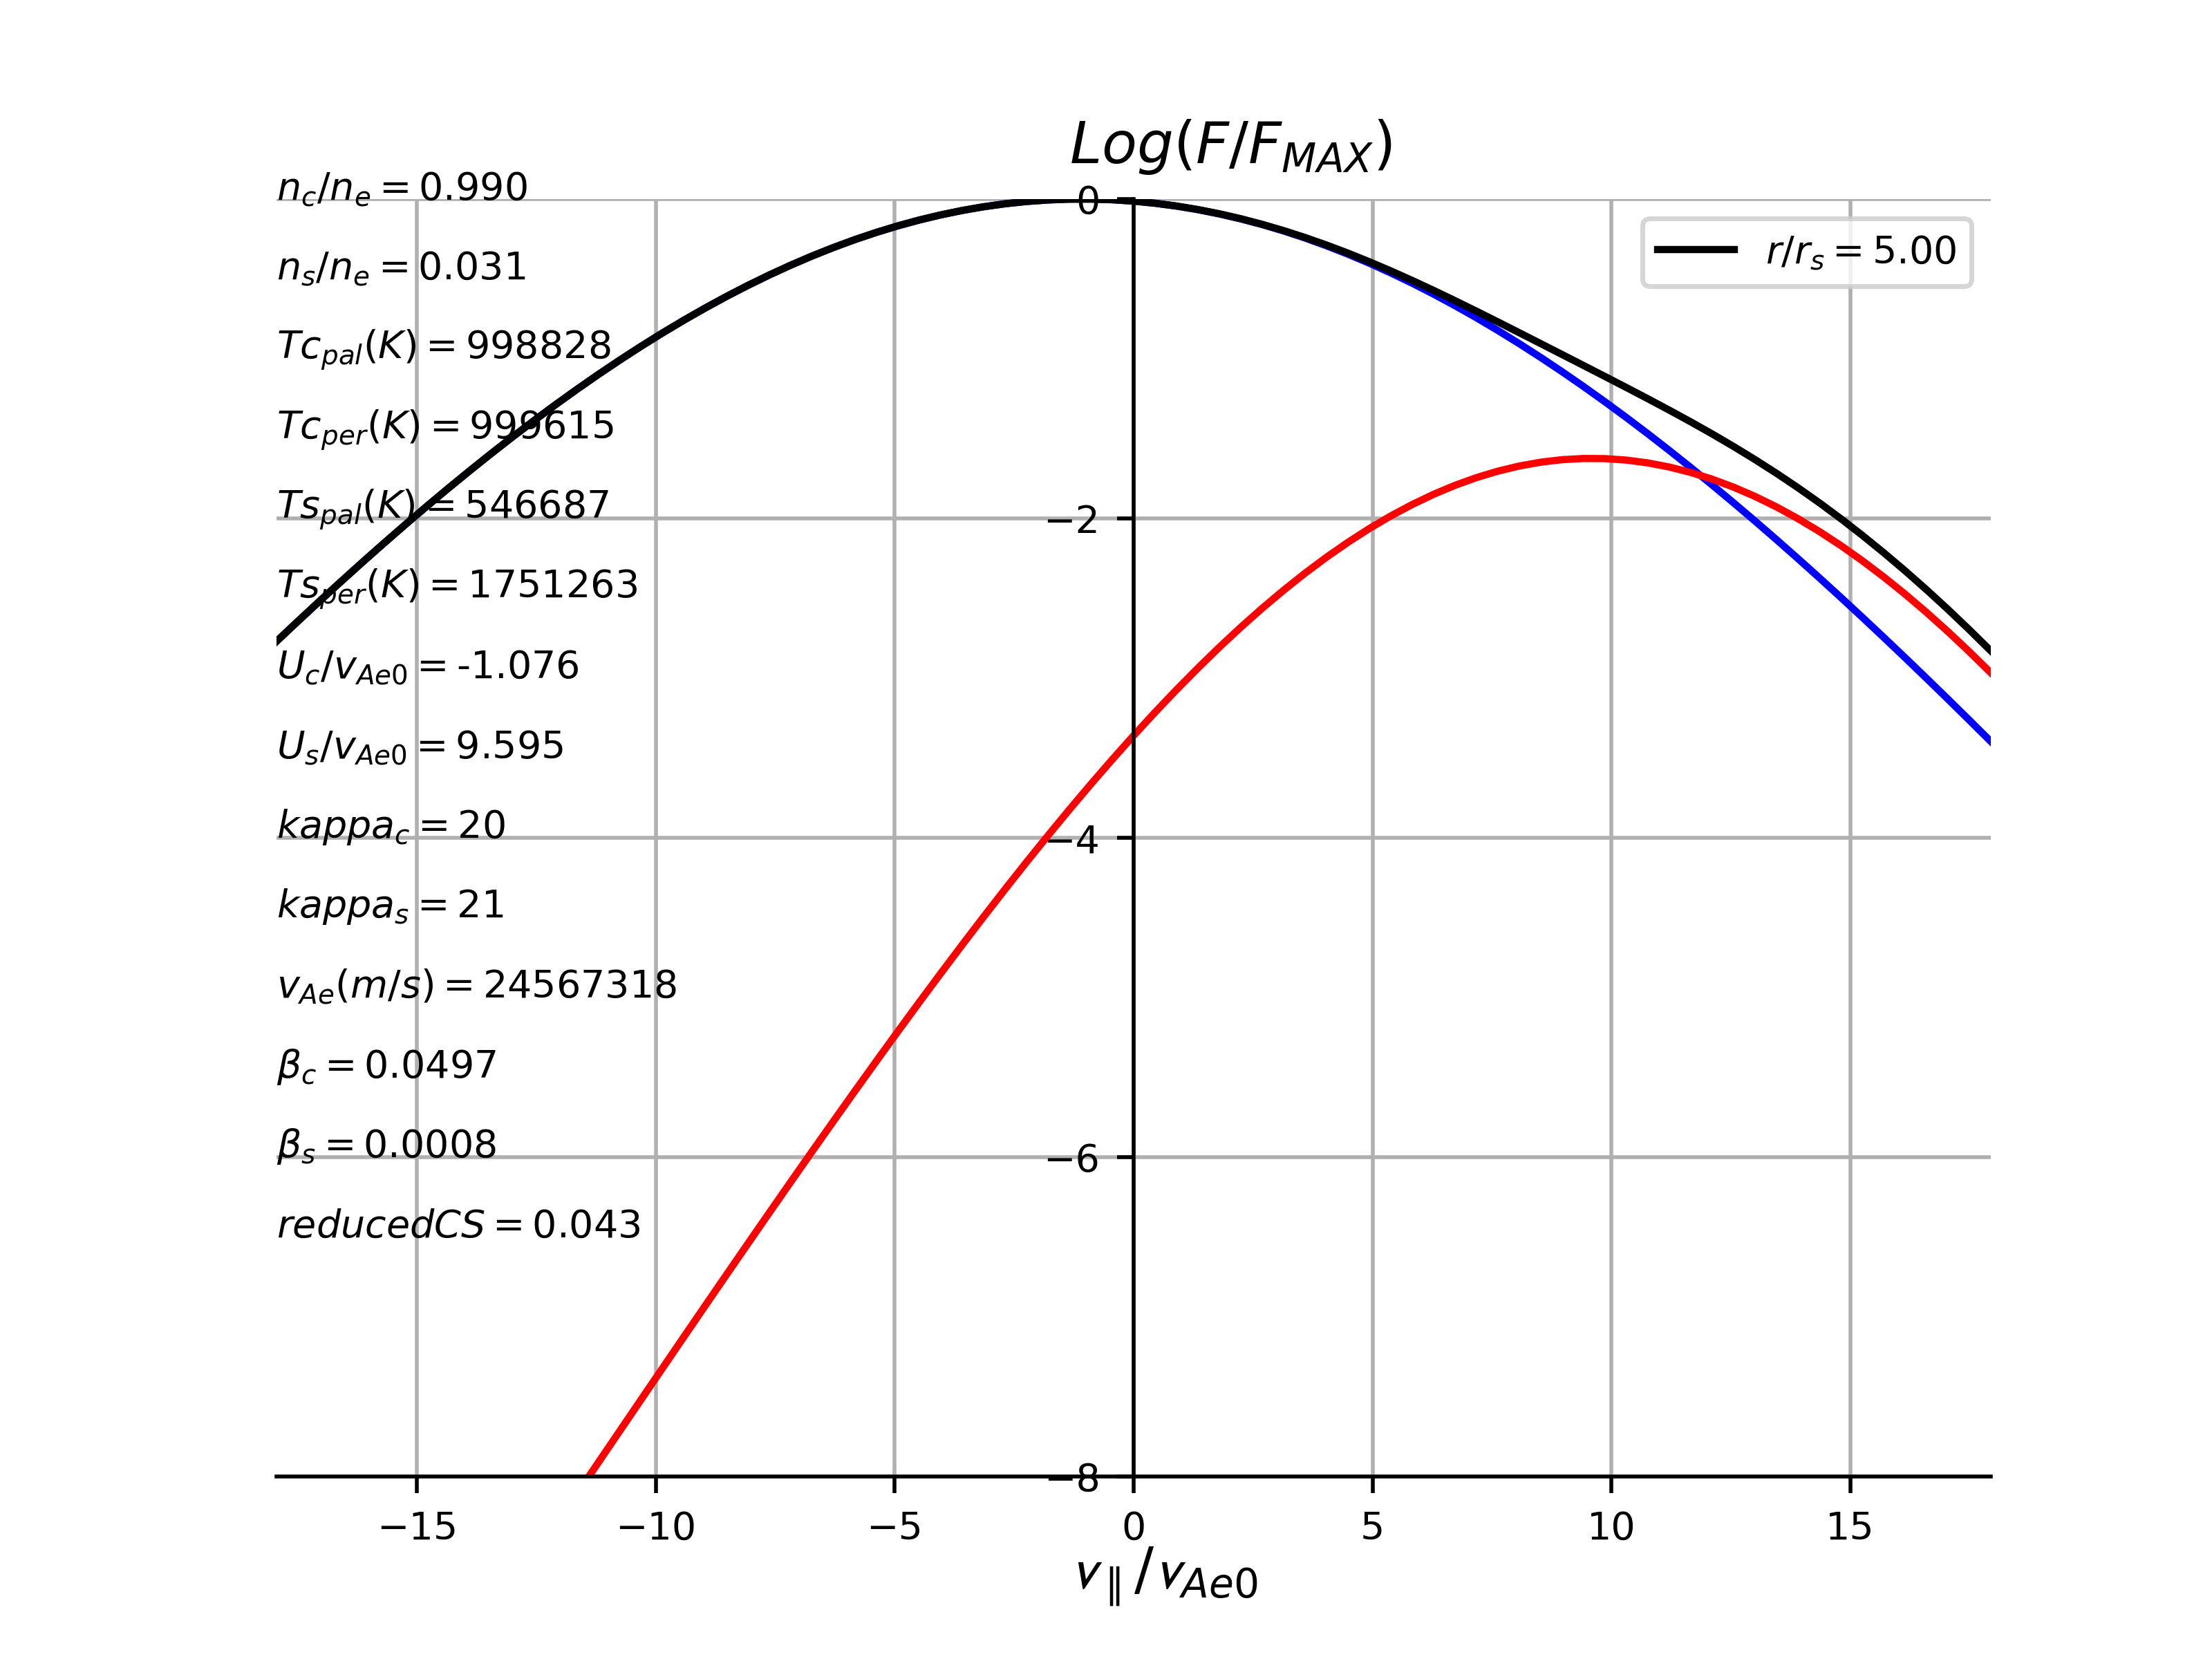 Log(F/F_MAX)
n_c/n_e = 0.990
n_s/n_e = 0.031
Tc_pal(K) = 998828
Tc_per(K) = 999615
Ts_pal(K) = 546687
Ts_per(K) = 1751263
U_c/v_Ae0 = -1.076
U_s/v_Ae0 = 9.595
kappa_c = 20
kappa_s = 21
v_Ae(m/s) = 24567318
β_c = 0.0497
β_s = 0.0008
reducedCS = 0.043
r/r_s = 5.00
0
−2
−4
−6
−8
−15 −10 −5 0 5 10 15
v_∥/v_Ae0